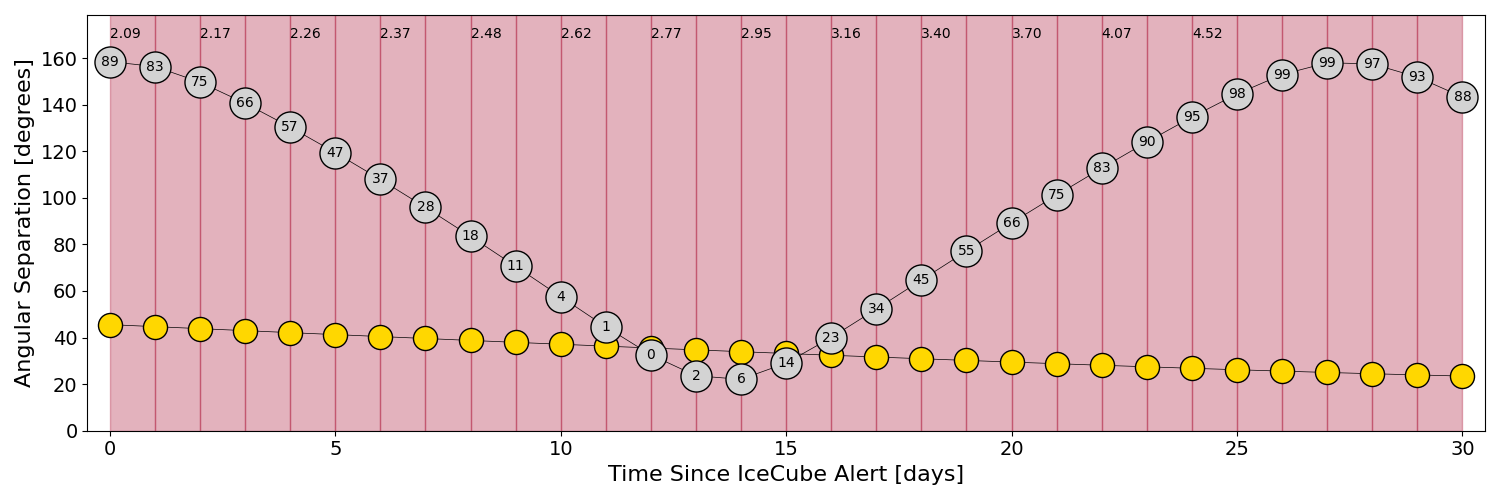 2.09 2.17 2.26 2.37 2.48 2.62 2.77 2.95 3.16 3.40 3.70 4.07 4.52
89 83 75 66 57 47 37 28 18 11 4 1 0 2 6 14 23 34 45 55 66 75 83 90 95 98 99 99 97 93 88
160
140
120
100
80
60
40
20
0
Angular Separation [degrees]
0 5 10 15 20 25 30
Time Since IceCube Alert [days]